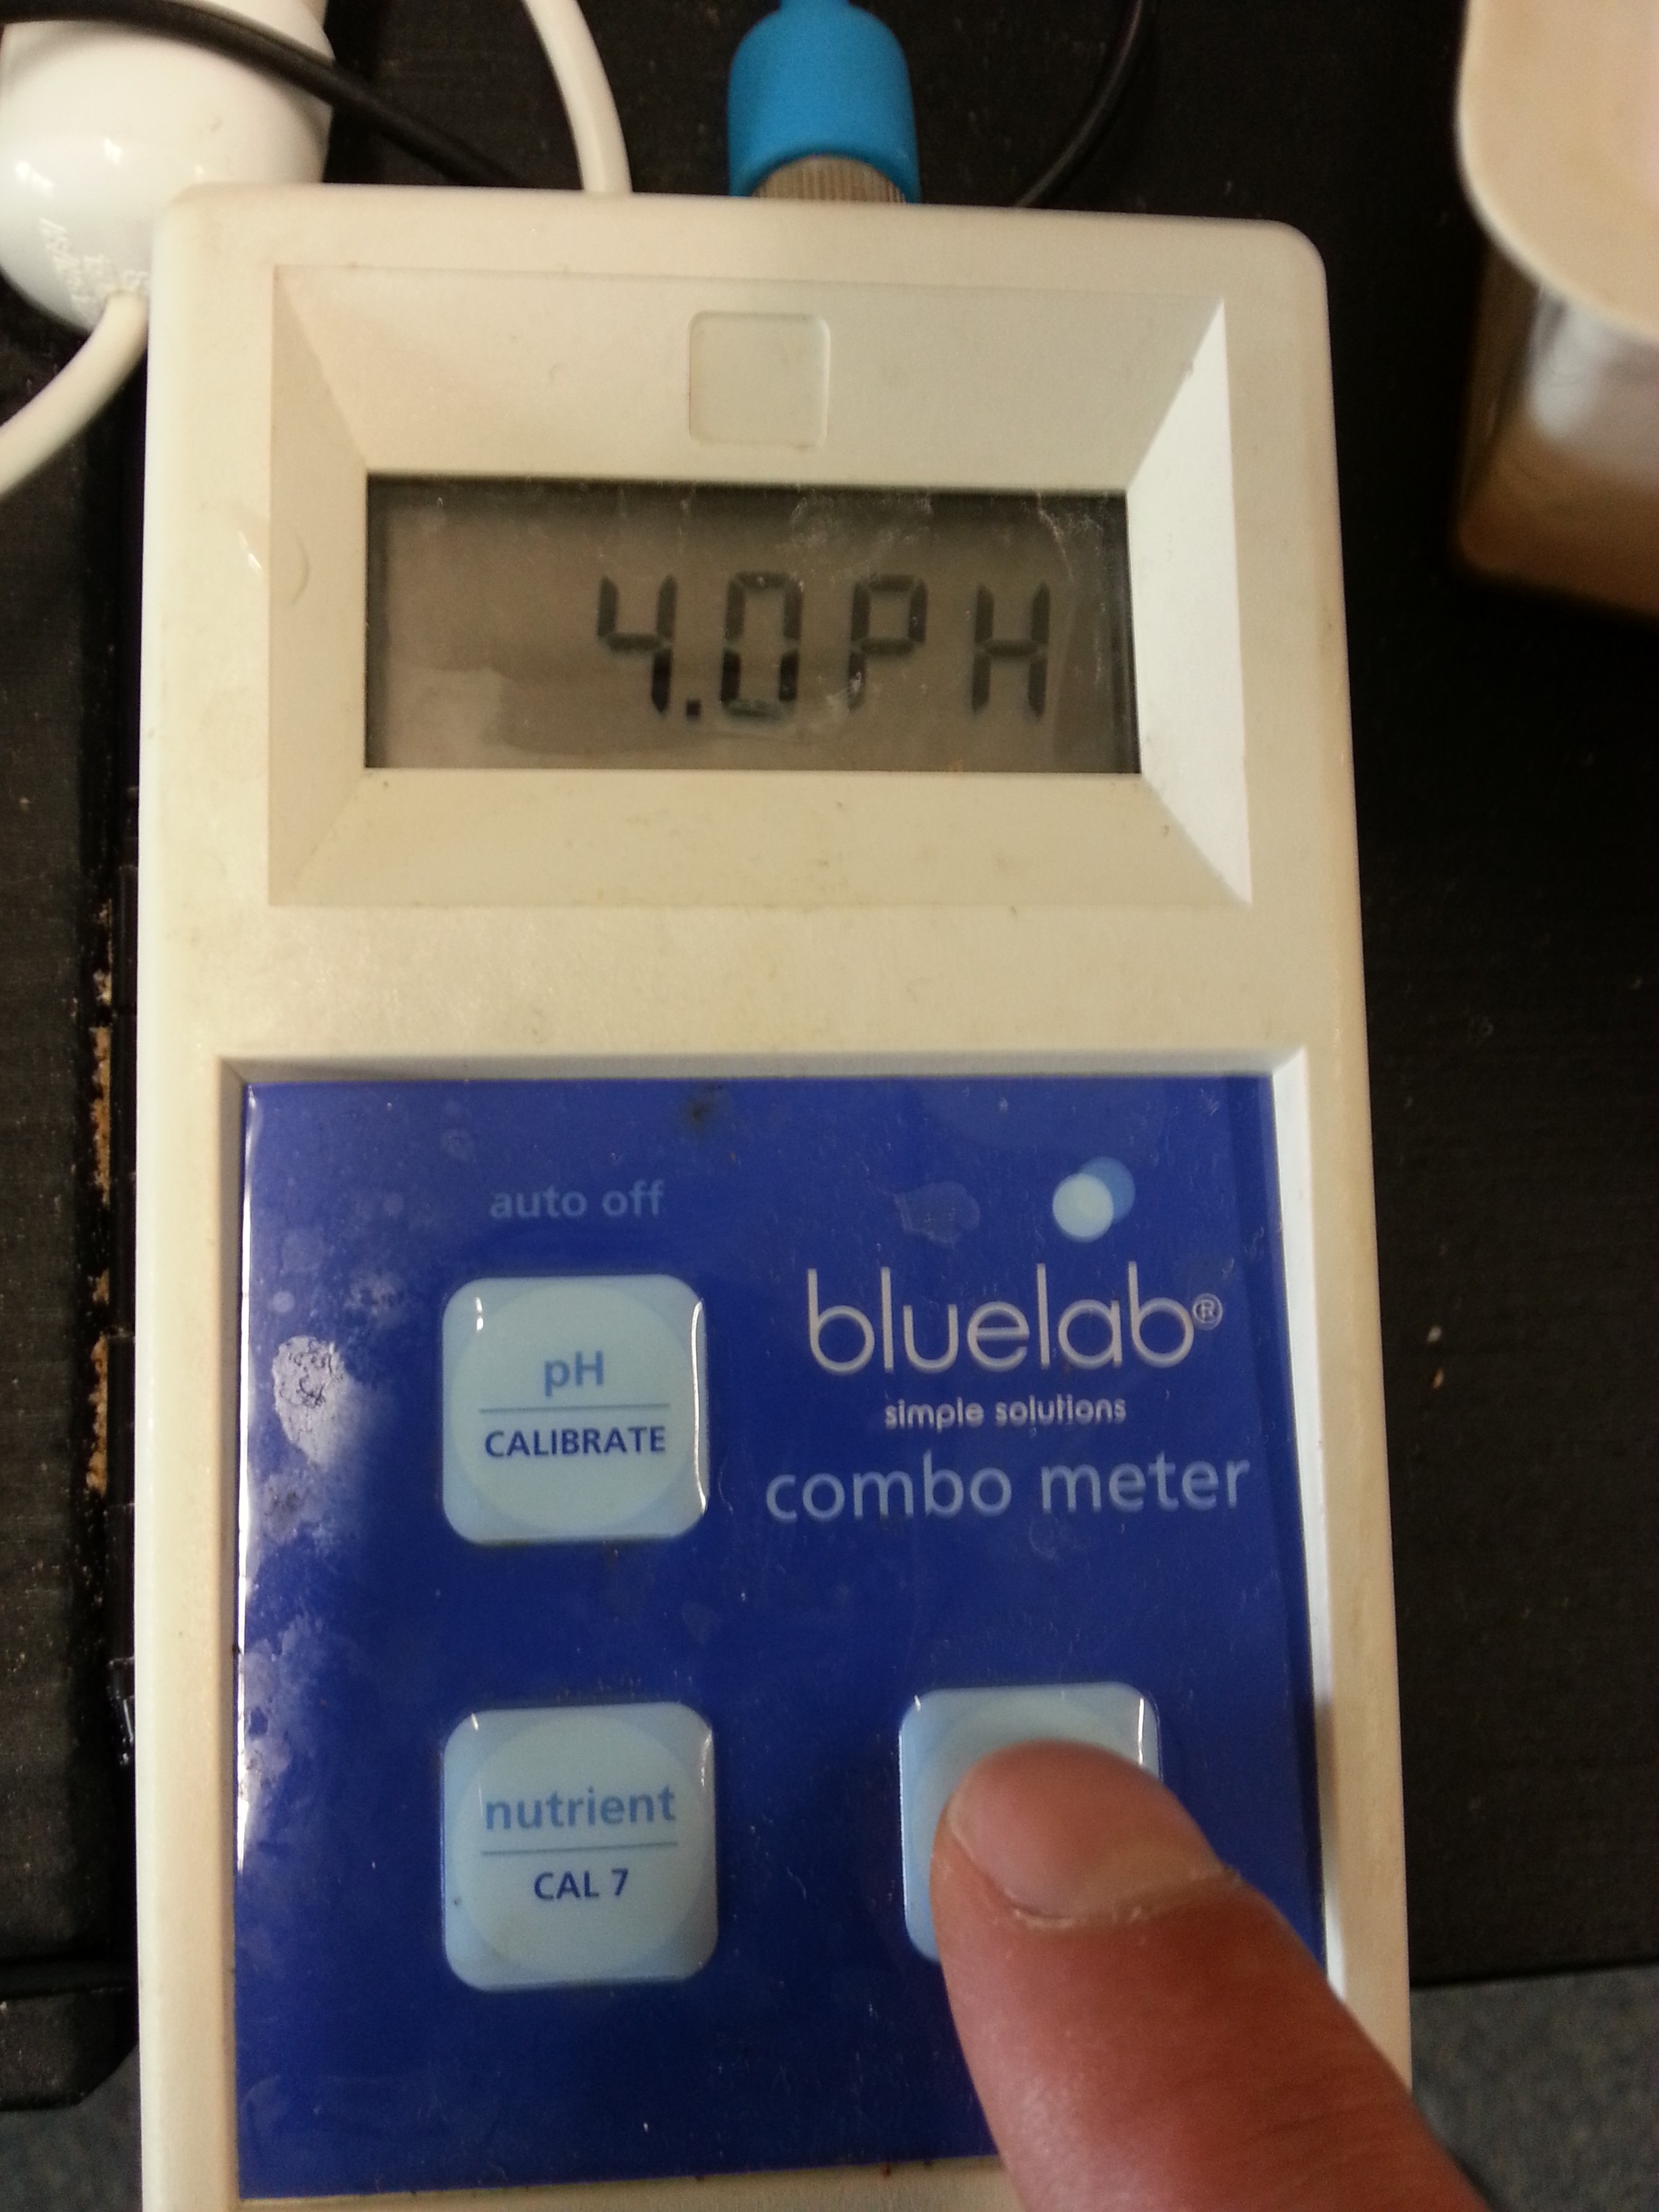 4.0PH
auto off
bluelab®
simple solutions
combo meter
pH
CALIBRATE
nutrient
CAL 7